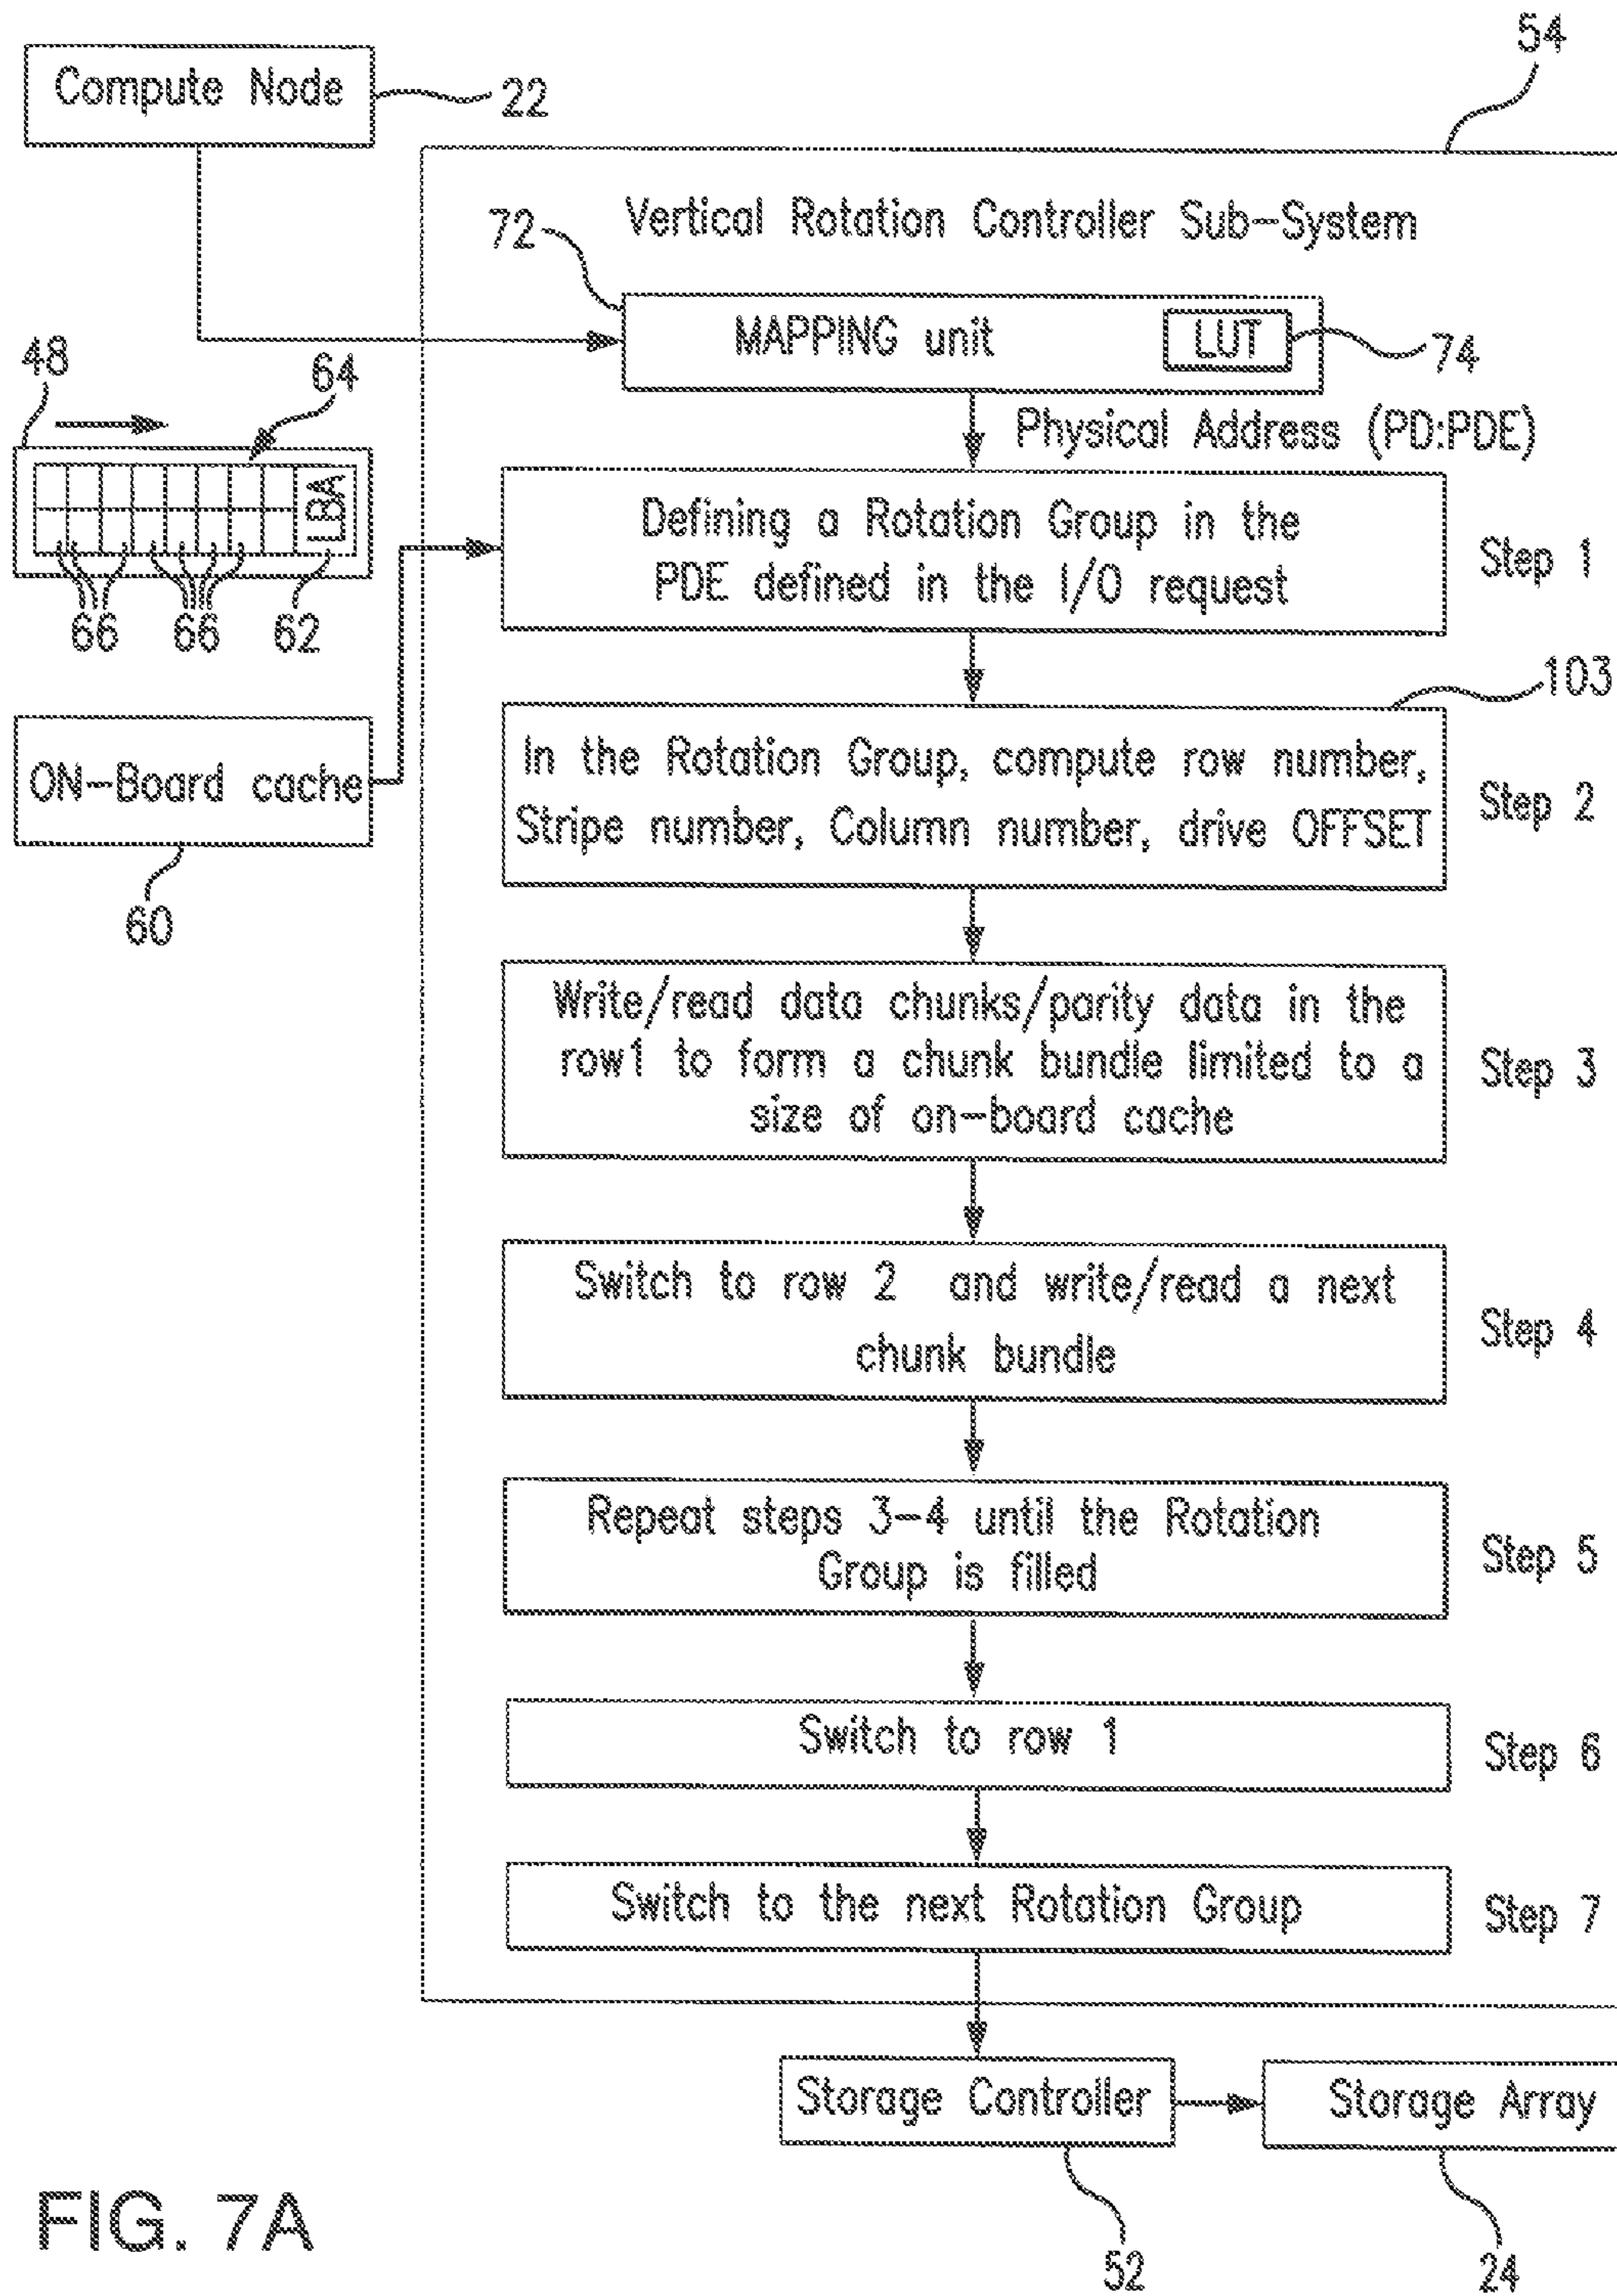 54
Compute Node
22
Vertical Rotation Controller Sub-System
72
MAPPING unit
LUT
74
48
64
Physical Address (PD:PDE)
LBA
66
66
62
Defining a Rotation Group in the
PDE defined in the I/O request
Step 1
103
ON-Board cache
60
In the Rotation Group, compute row number,
Stripe number, Column number, drive OFFSET
Step 2
Write/read data chunks/parity data in the
row1 to form a chunk bundle limited to a
size of on-board cache
Step 3
Switch to row 2 and write/read a next
chunk bundle
Step 4
Repeat steps 3-4 until the Rotation
Group is filled
Step 5
Switch to row 1
Step 6
Switch to the next Rotation Group
Step 7
Storage Controller
Storage Array
52
24
FIG. 7A